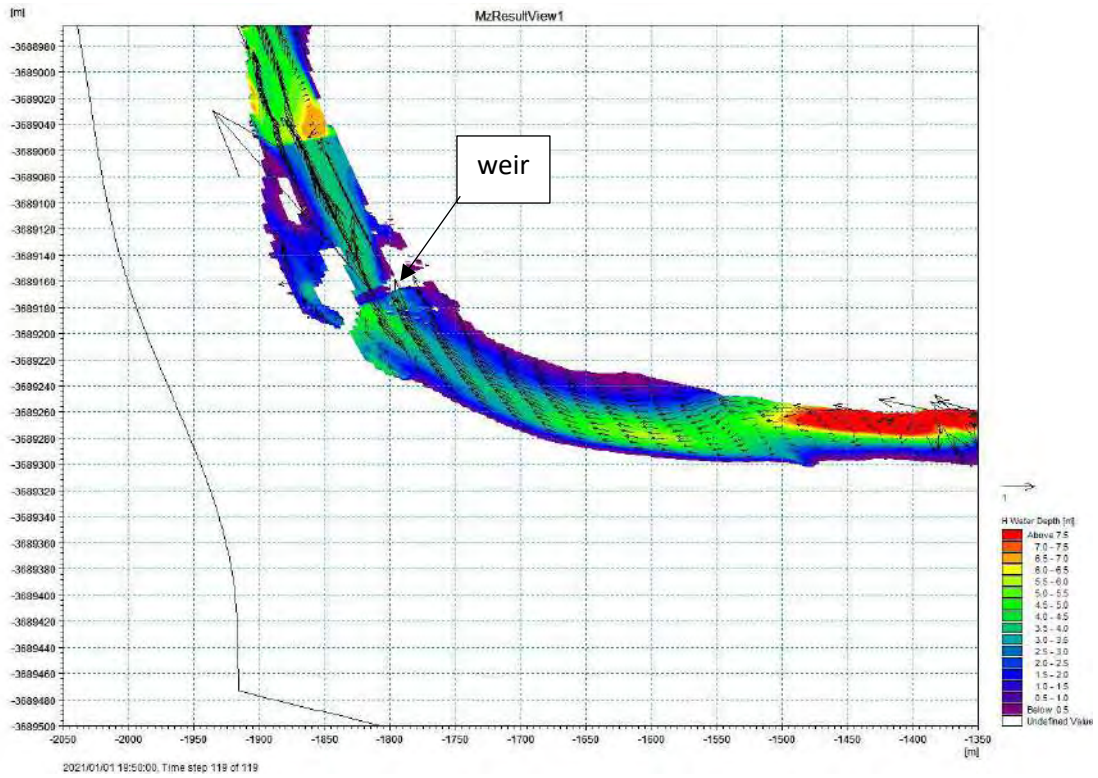 [m]
MzResultView1
-3688980
-3689000
-3689020
-3689040
-3689060
-3689080
-3689100
-3689120
-3689140
-3689160
-3689180
-3689200
-3689220
-3689240
-3689260
-3689280
-3689300
-3689320
-3689340
-3689360
-3689380
-3689400
-3689420
-3689440
-3689460
-3689480
-3689500
weir
-2050 -2000 -1950 -1900 -1850 -1800 -1750 -1700 -1650 -1600 -1550 -1500 -1450 -1400 -1350
[m]
1
H Water Depth [m]
Above 7.5
7.0 - 7.5
6.5 - 7.0
6.0 - 6.5
5.5 - 6.0
5.0 - 5.5
4.5 - 5.0
4.0 - 4.5
3.5 - 4.0
3.0 - 3.5
2.5 - 3.0
2.0 - 2.5
1.5 - 2.0
1.0 - 1.5
0.5 - 1.0
Below 0.5
Undefined Value
2021/01/01 19:50:00, Time step 119 of 119